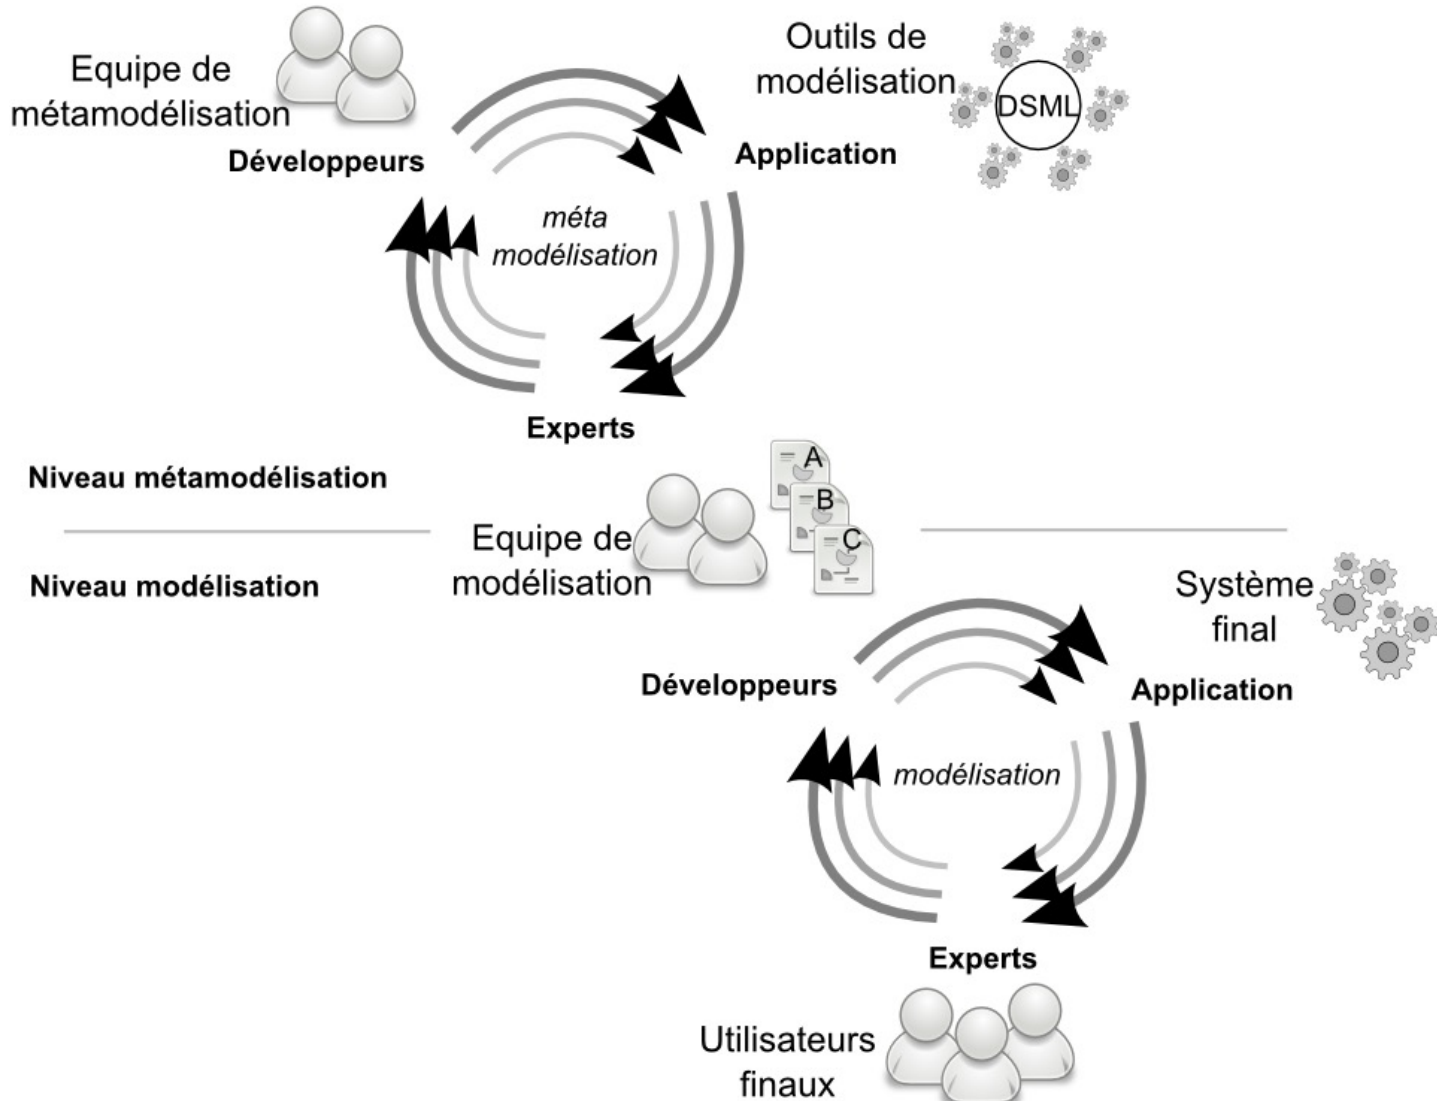 Equipe de
métamodélisation
Développeurs
Outils de
modélisation
DSML
Application
méta
modélisation
Experts
Niveau métamodélisation
Niveau modélisation
Equipe de
modélisation
A
B
C
Système
final
Développeurs
Application
modélisation
Experts
Utilisateurs
finaux